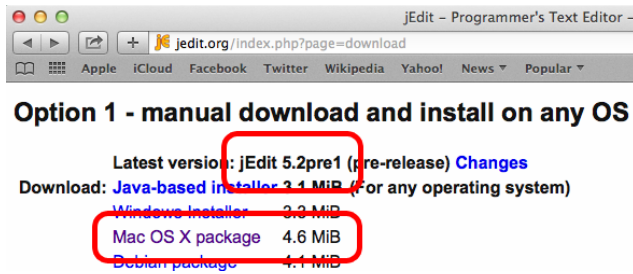 jEdit – Programmer's Text Editor –
jedit.org/index.php?page=download
Apple iCloud Facebook Twitter Wikipedia Yahoo! News ▾ Popular ▾
Option 1 - manual download and install on any OS
Latest version: jEdit 5.2pre1 (pre-release) Changes
Download: Java-based installer 3.1 MiB (For any operating system)
Windows Installer 3.3 MiB
Mac OS X package 4.6 MiB
Debian package 4.1 MiB